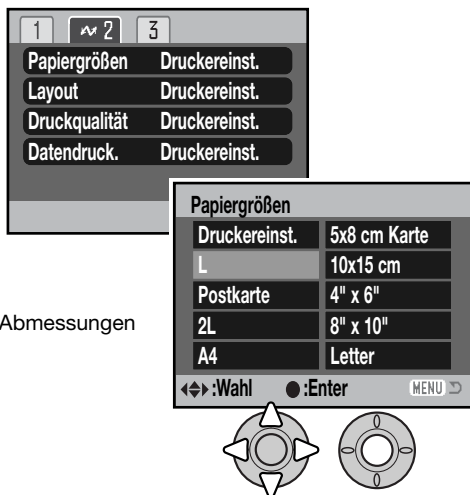 1 2 3
Papiergrößen Druckereinst.
Layout Druckereinst.
Druckqualität Druckereinst.
Datendruck. Druckereinst.
Papiergrößen
Druckereinst. 5x8 cm Karte
L 10x15 cm
Postkarte 4" x 6"
2L 8" x 10"
A4 Letter
:Wahl :Enter MENU
Abmessungen